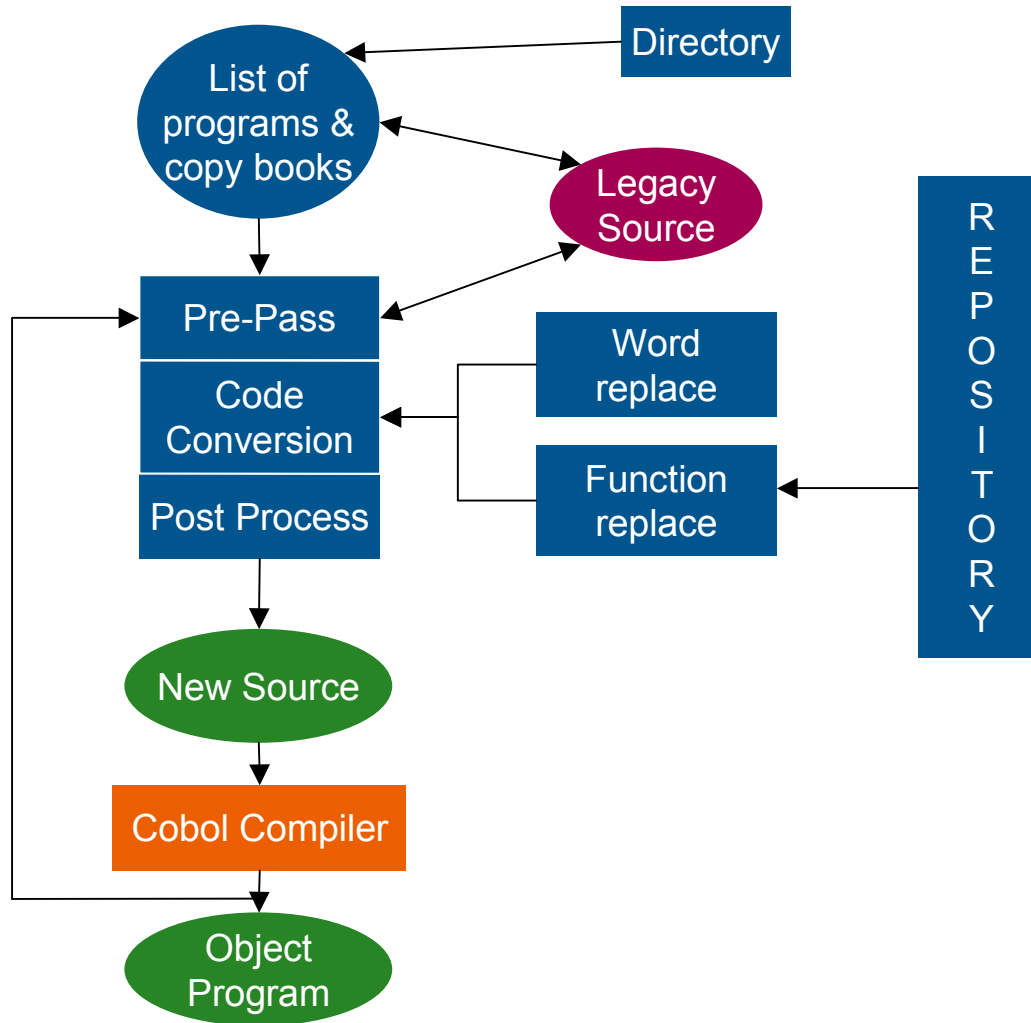 Directory
List of
programs &
copy books
Legacy
Source
Pre-Pass
Word
replace
Code
Conversion
Function
replace
Post Process
R
E
P
O
S
I
T
O
R
Y
New Source
Cobol Compiler
Object
Program